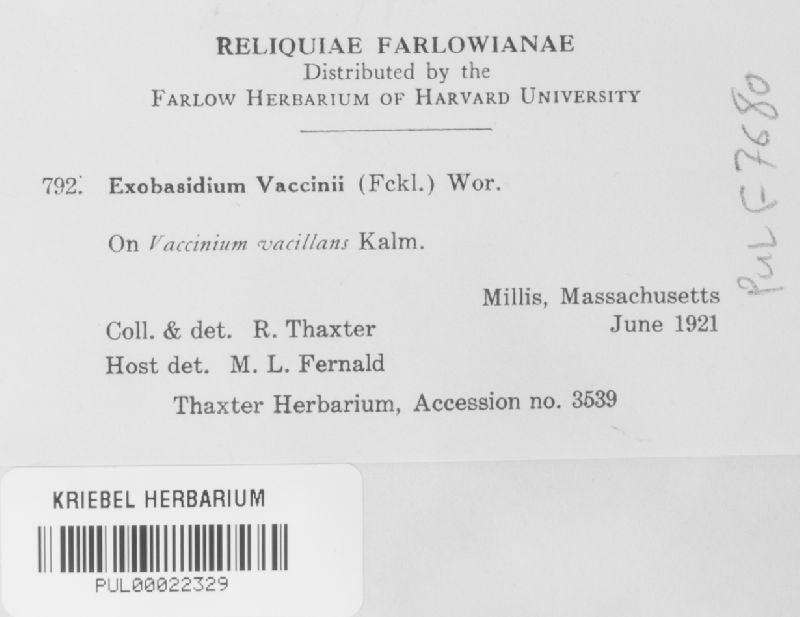 RELIQUIAE FARLOWIANAE
Distributed by the
FARLOW HERBARIUM OF HARVARD UNIVERSITY
792. Exobasidium Vaccinii (Fckl.) Wor.
On Vaccinium vacillans Kalm.
Millis, Massachusetts
June 1921
Coll. & det. R. Thaxter
Host det. M. L. Fernald
Thaxter Herbarium, Accession no. 3539
PUL F-7680
KRIEBEL HERBARIUM
PUL00022329